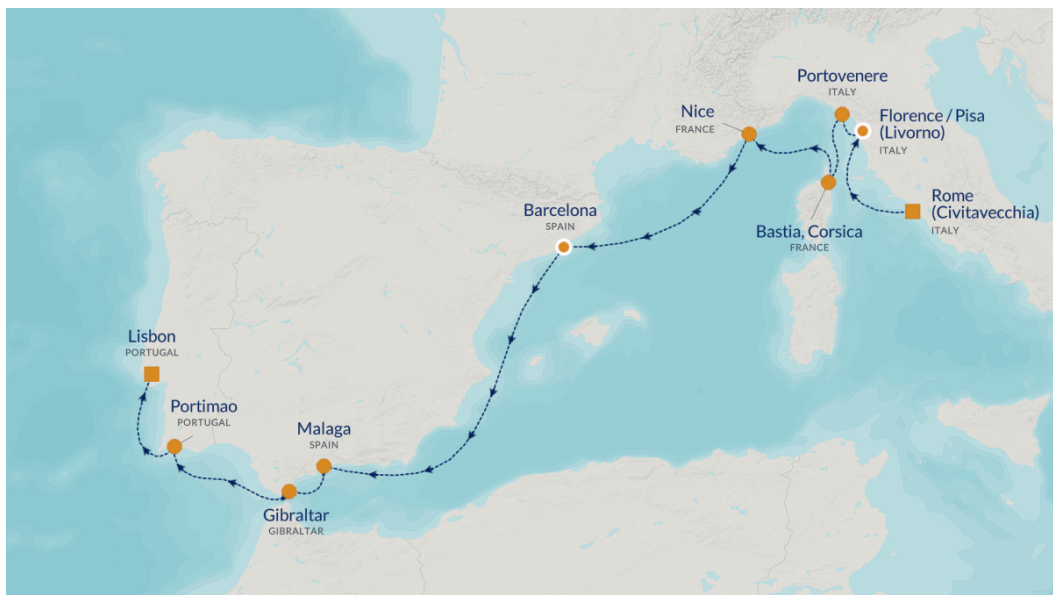 Portovenere
ITALY
Nice
FRANCE
Florence / Pisa
(Livorno)
ITALY
Rome
(Civitavecchia)
ITALY
Barcelona
SPAIN
Bastia, Corsica
FRANCE
Lisbon
PORTUGAL
Portimao
PORTUGAL
Malaga
SPAIN
Gibraltar
GIBRALTAR